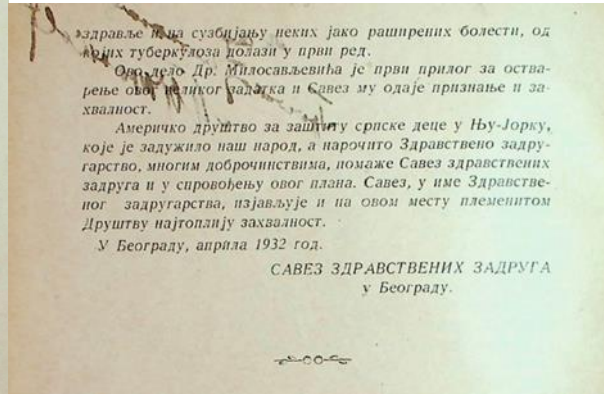 здравље и на сузбијању неких јако раширених болести, од
којих туберкулоза долази у први ред.
Ово дело Др. Милосављевића је први прилог за оства-
рење овог великог задатка и Савез му одаје признање и за-
хвалност.
Америчко друштво за заштиту српске деце у Њу-Јорку,
које је задужило наш народ, а нарочито Здравствено задру-
гарство, многим доброчинствима, помаже Савез здравствених
задруга и у спровођењу овог плана. Савез, у име Здравстве-
ног задругарства, изјављује и на овом месту племенитом
Друштву најтоплију захвалност.
У Београду, априла 1932 год.
САВЕЗ ЗДРАВСТВЕНИХ ЗАДРУГА
у Београду.